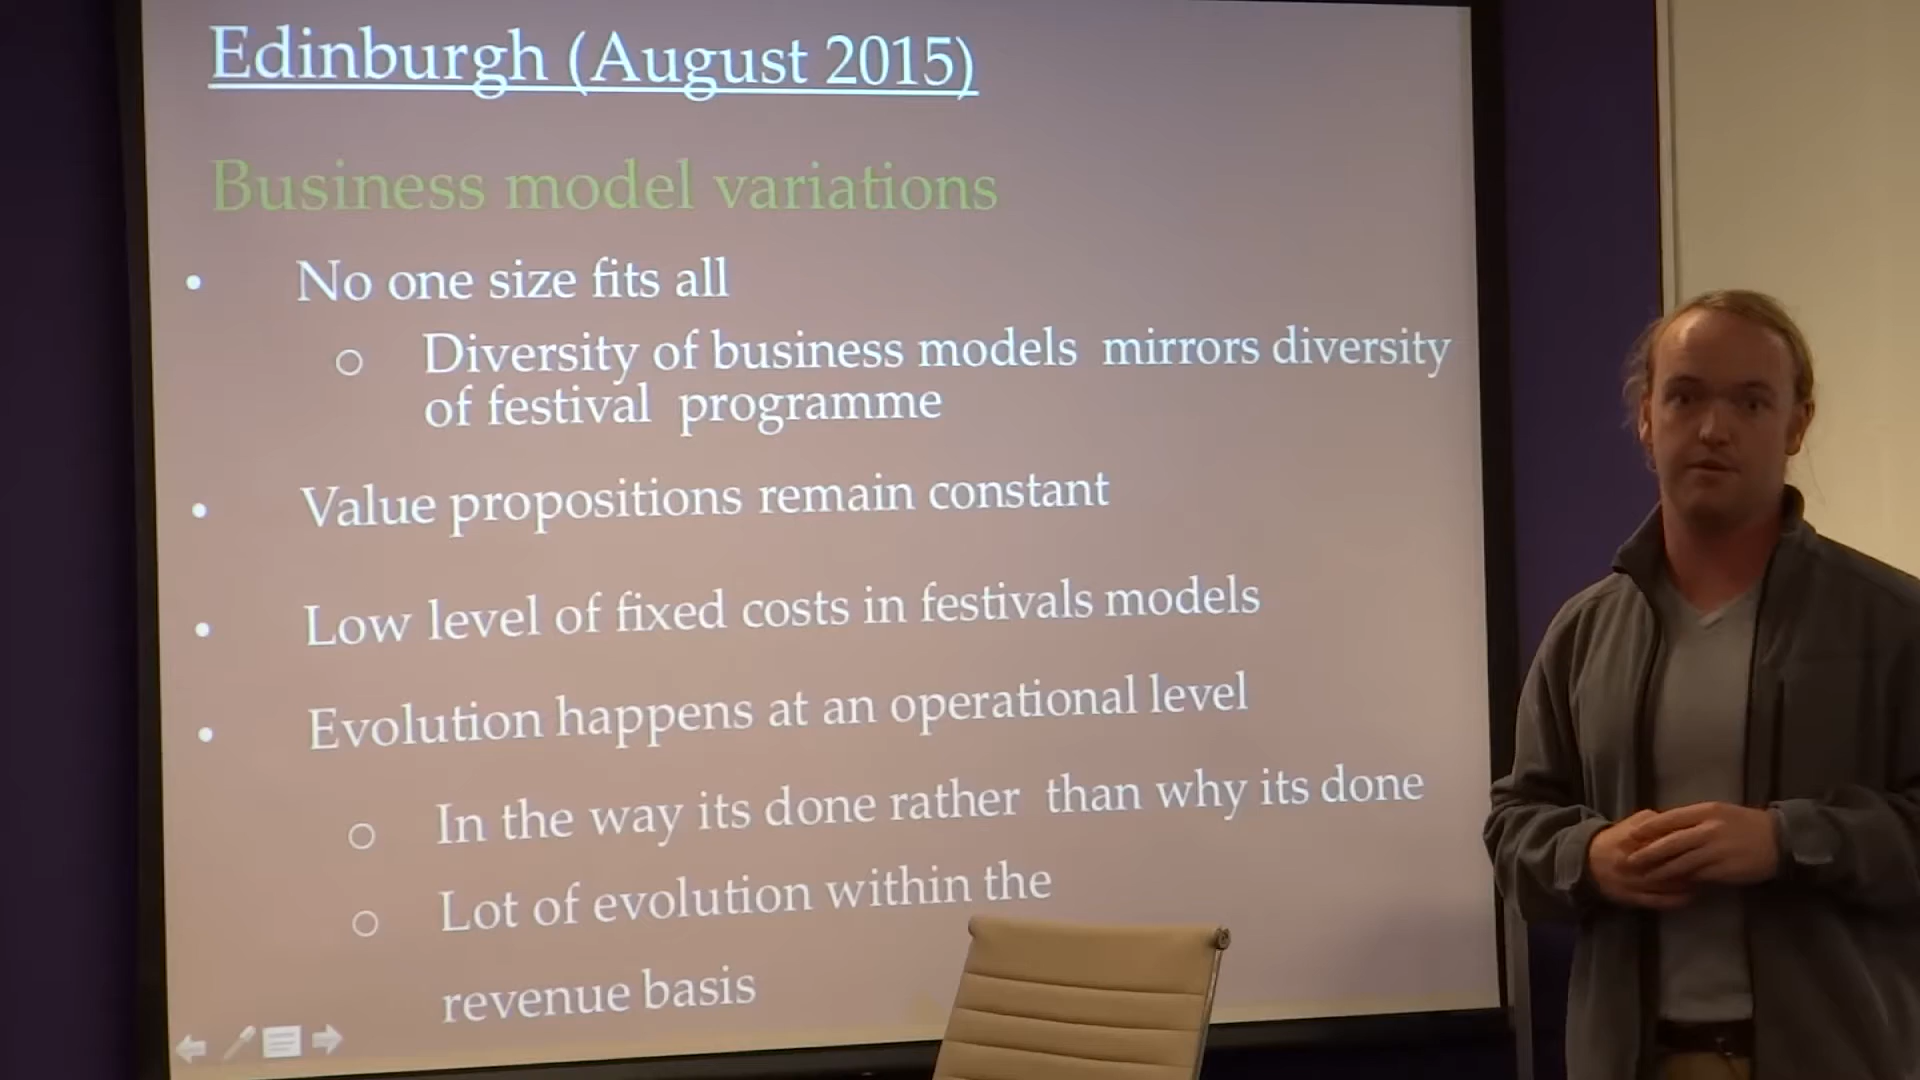 Edinburgh (August 2015)
Business model variations
• No one size fits all
o Diversity of business models mirrors diversity
of festival programme
• Value propositions remain constant
• Low level of fixed costs in festivals models
• Evolution happens at an operational level
o In the way its done rather than why its done
o Lot of evolution within the
revenue basis